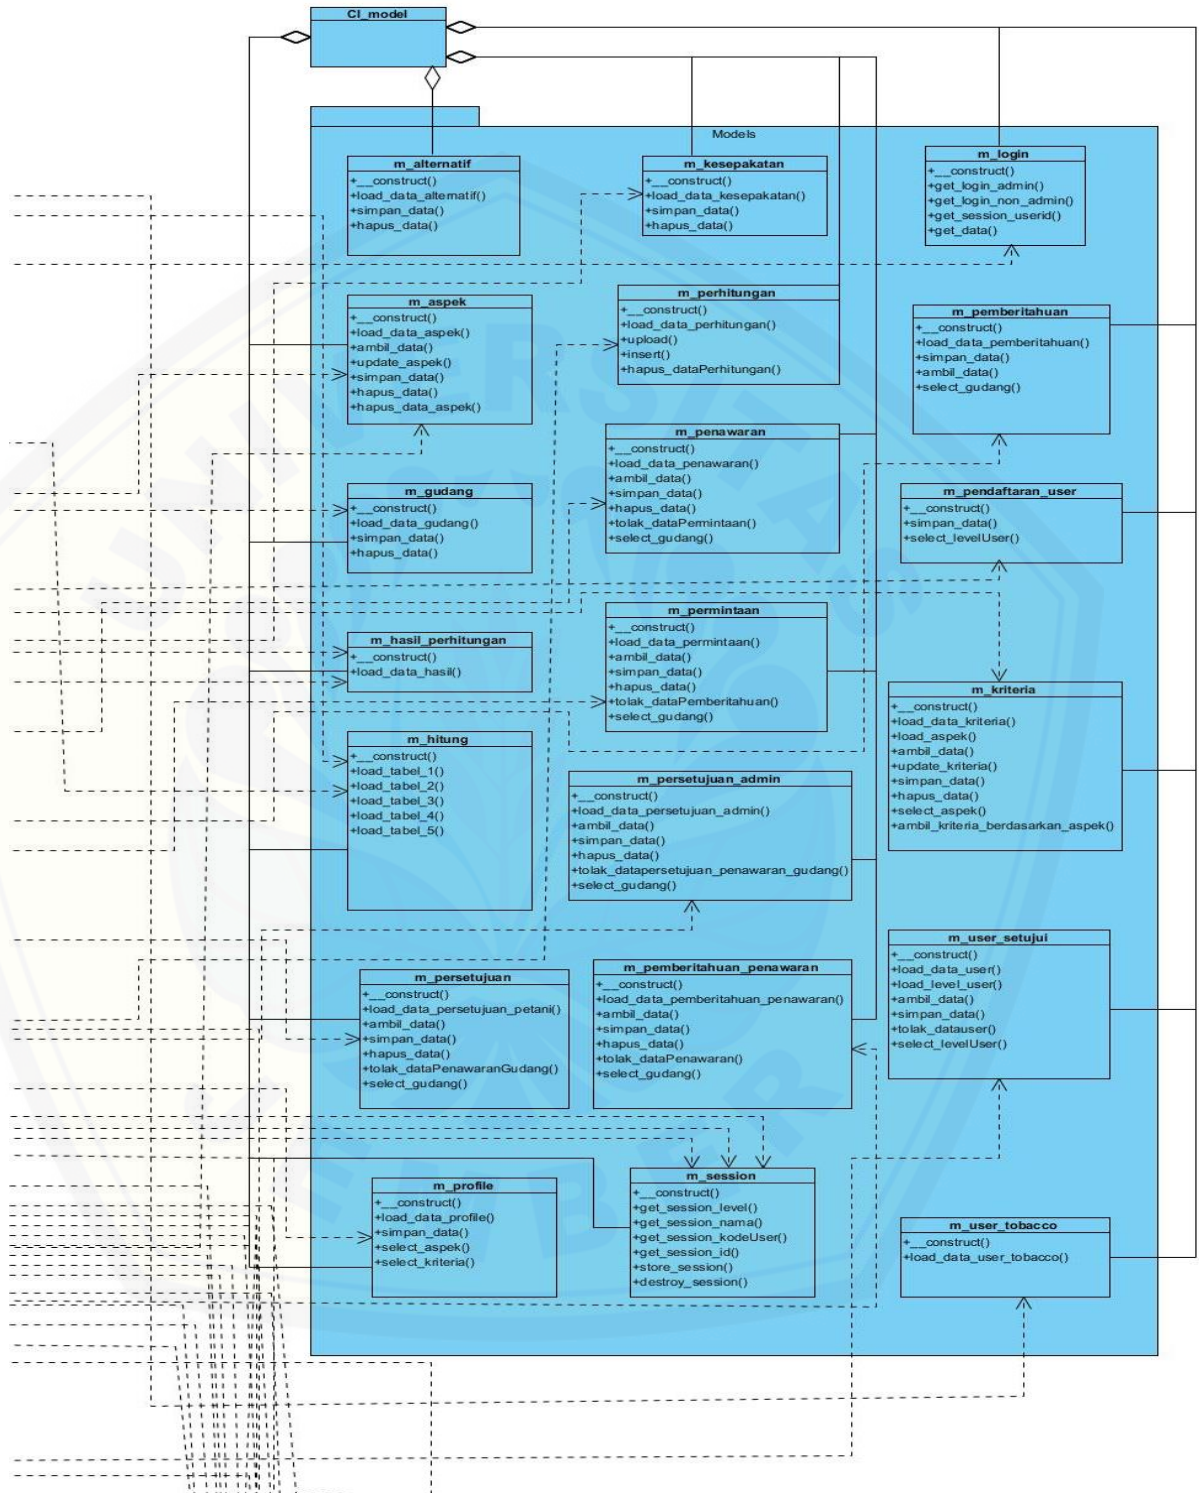 CI_model
Models
m_alternatif
+__construct()
+load_data_alternatif()
+simpan_data()
+hapus_data()
m_kesepakatan
+__construct()
+load_data_kesepakatan()
+simpan_data()
+hapus_data()
m_login
+__construct()
+get_login_admin()
+get_login_non_admin()
+get_session_userid()
+get_data()
m_aspek
+__construct()
+load_data_aspek()
+ambil_data()
+update_aspek()
+simpan_data()
+hapus_data()
+hapus_data_aspek()
m_perhitungan
+__construct()
+load_data_perhitungan()
+upload()
+insert()
+hapus_dataPerhitungan()
m_pemberitahuan
+__construct()
+load_data_pemberitahuan()
+simpan_data()
+ambil_data()
+select_gudang()
m_penawaran
+__construct()
+load_data_penawaran()
+ambil_data()
+simpan_data()
+hapus_data()
+tolak_dataPermintaan()
+select_gudang()
m_gudang
+__construct()
+load_data_gudang()
+simpan_data()
+hapus_data()
m_pendaftaran_user
+__construct()
+simpan_data()
+select_levelUser()
m_hasil_perhitungan
+__construct()
+load_data_hasil()
m_permintaan
+__construct()
+load_data_permintaan()
+ambil_data()
+simpan_data()
+hapus_data()
+tolak_dataPemberitahuan()
+select_gudang()
m_kriteria
+__construct()
+load_data_kriteria()
+load_aspek()
+ambil_data()
+update_kriteria()
+simpan_data()
+hapus_data()
+select_aspek()
+ambil_kriteria_berdasarkan_aspek()
m_hitung
+__construct()
+load_tabel_1()
+load_tabel_2()
+load_tabel_3()
+load_tabel_4()
+load_tabel_5()
m_persetujuan_admin
+__construct()
+load_data_persetujuan_admin()
+ambil_data()
+simpan_data()
+hapus_data()
+tolak_datapersetujuan_penawaran_gudang()
+select_gudang()
m_user_setujui
+__construct()
+load_data_user()
+load_level_user()
+ambil_data()
+simpan_data()
+tolak_datauser()
+select_levelUser()
m_persetujuan
+__construct()
+load_data_persetujuan_petani()
+ambil_data()
+simpan_data()
+hapus_data()
+tolak_dataPenawaranGudang()
+select_gudang()
m_pemberitahuan_penawaran
+__construct()
+load_data_pemberitahuan_penawaran()
+ambil_data()
+simpan_data()
+hapus_data()
+tolak_dataPenawaran()
+select_gudang()
m_profile
+__construct()
+load_data_profile()
+simpan_data()
+select_aspek()
+select_kriteria()
m_session
+__construct()
+get_session_level()
+get_session_nama()
+get_session_kodeUser()
+get_session_id()
+store_session()
+destroy_session()
m_user_tobacco
+__construct()
+load_data_user_tobacco()
UNIVERSITAS
JEMBER